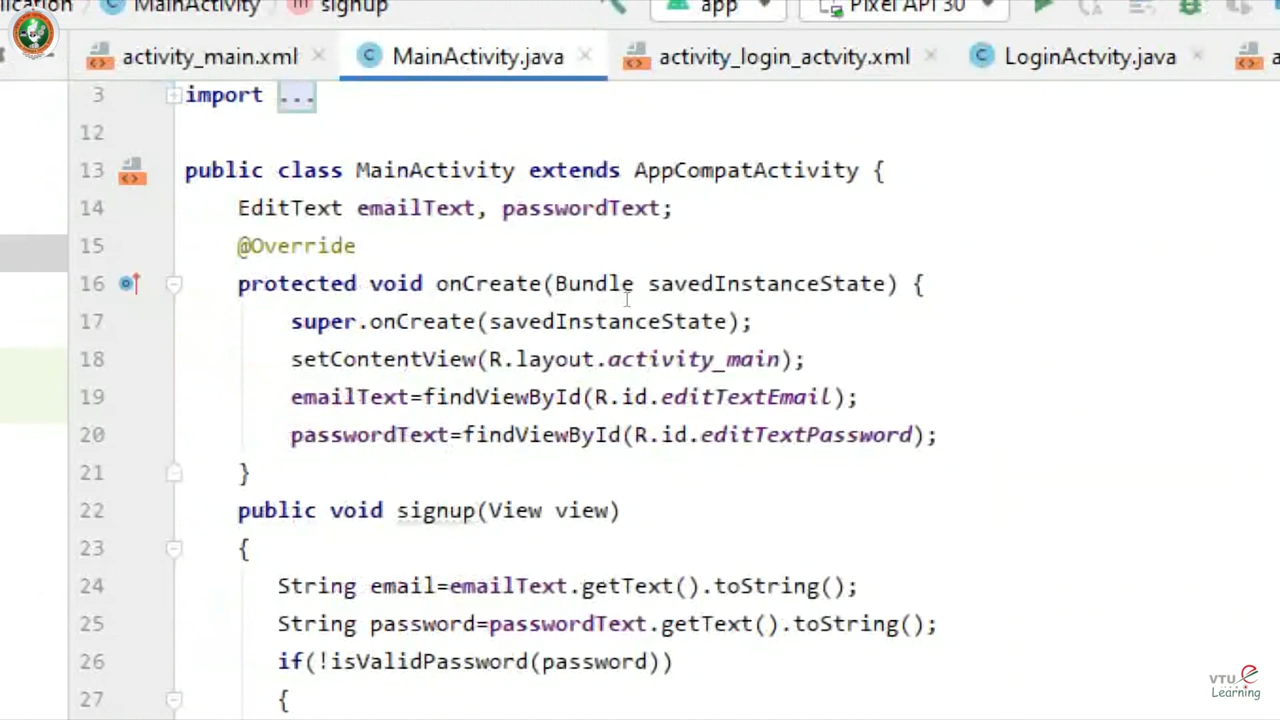 lication MainActivity signup app Pixel API 30
activity_main.xml MainActivity.java activity_login_actvity.xml LoginActvity.java a
3 import ...
12
13 public class MainActivity extends AppCompatActivity {
14 EditText emailText, passwordText;
15 @Override
16 protected void onCreate(Bundle savedInstanceState) {
17 super.onCreate(savedInstanceState);
18 setContentView(R.layout.activity_main);
19 emailText=findViewById(R.id.editTextEmail);
20 passwordText=findViewById(R.id.editTextPassword);
21 }
22 public void signup(View view)
23 {
24 String email=emailText.getText().toString();
25 String password=passwordText.getText().toString();
26 if(!isValidPassword(password))
27 {
VTU e
Learning